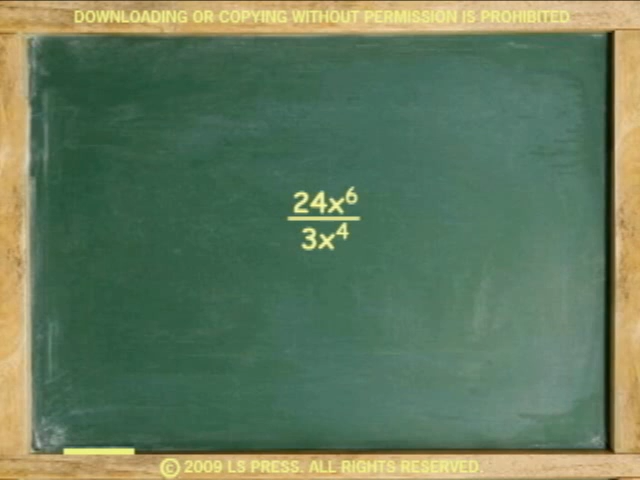 DOWNLOADING OR COPYING WITHOUT PERMISSION IS PROHIBITED
24x⁶
3x⁴
© 2009 LS PRESS. ALL RIGHTS RESERVED.